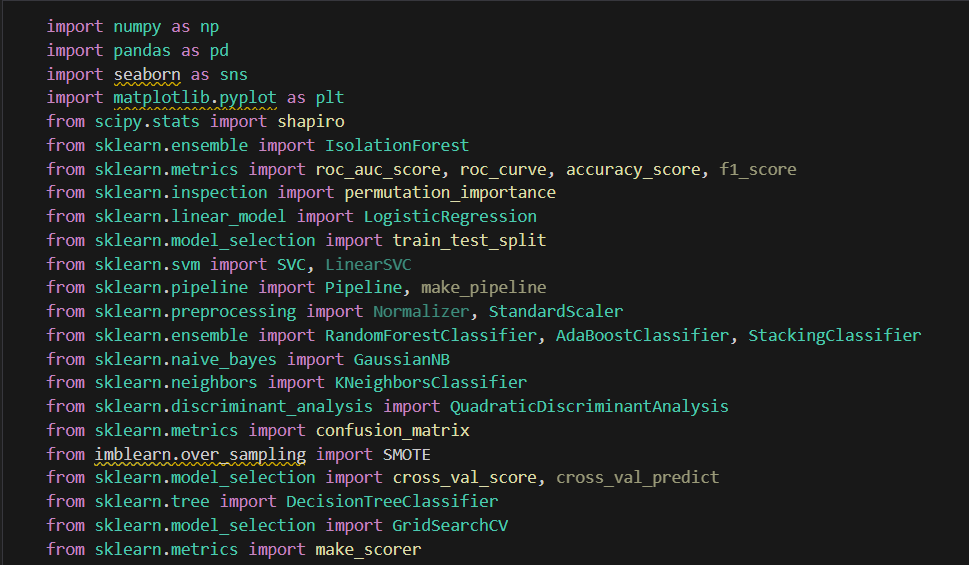 import numpy as np
import pandas as pd
import seaborn as sns
import matplotlib.pyplot as plt
from scipy.stats import shapiro
from sklearn.ensemble import IsolationForest
from sklearn.metrics import roc_auc_score, roc_curve, accuracy_score, f1_score
from sklearn.inspection import permutation_importance
from sklearn.linear_model import LogisticRegression
from sklearn.model_selection import train_test_split
from sklearn.svm import SVC, LinearSVC
from sklearn.pipeline import Pipeline, make_pipeline
from sklearn.preprocessing import Normalizer, StandardScaler
from sklearn.ensemble import RandomForestClassifier, AdaBoostClassifier, StackingClassifier
from sklearn.naive_bayes import GaussianNB
from sklearn.neighbors import KNeighborsClassifier
from sklearn.discriminant_analysis import QuadraticDiscriminantAnalysis
from sklearn.metrics import confusion_matrix
from imblearn.over_sampling import SMOTE
from sklearn.model_selection import cross_val_score, cross_val_predict
from sklearn.tree import DecisionTreeClassifier
from sklearn.model_selection import GridSearchCV
from sklearn.metrics import make_scorer